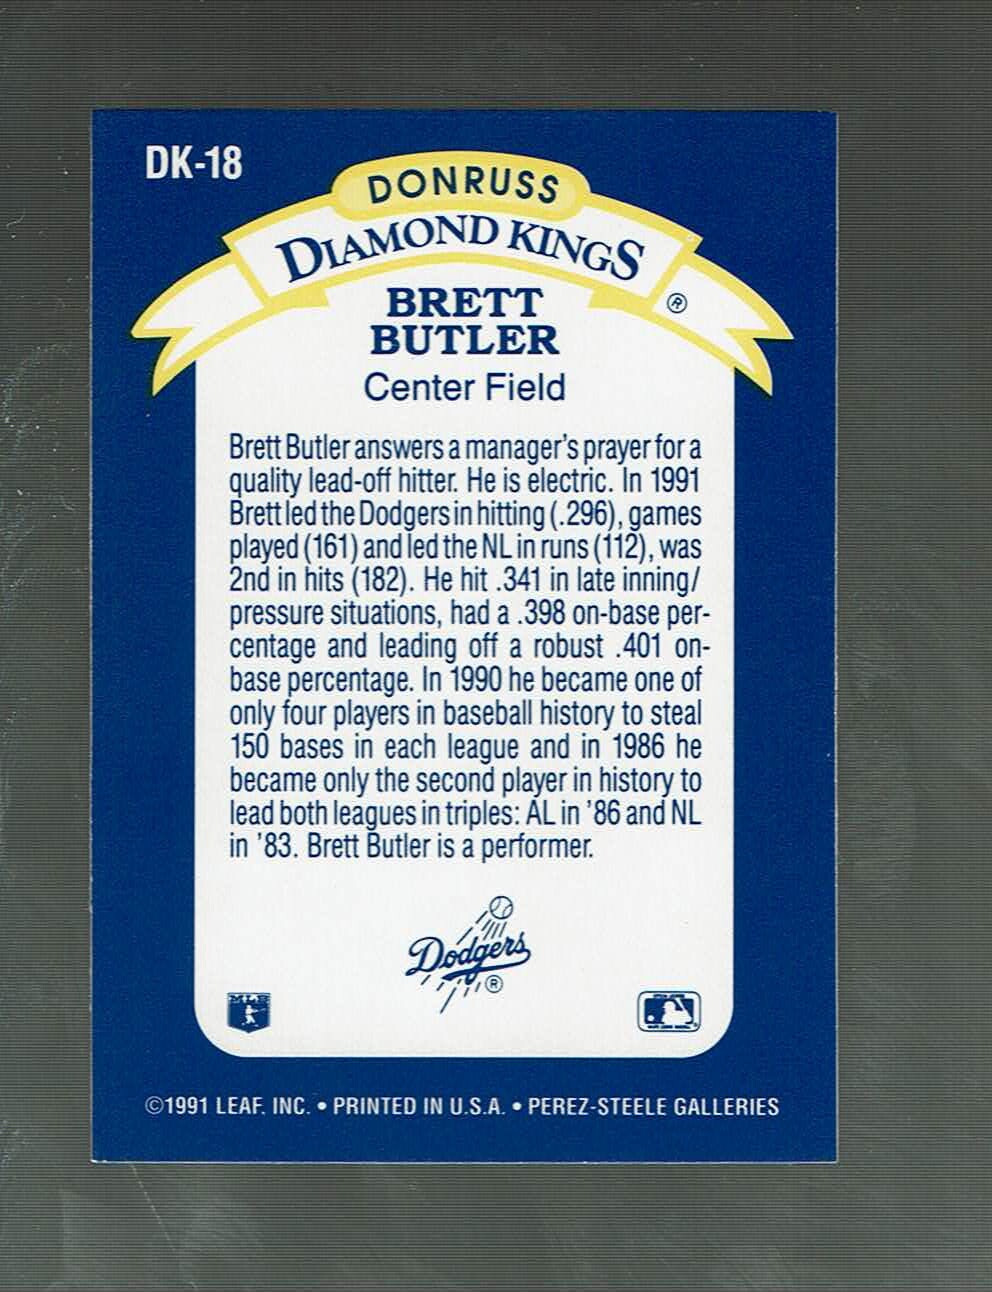 DK-18
DONRUSS
DIAMOND KINGS
®
BRETT
BUTLER
Center Field
Brett Butler answers a manager's prayer for a
quality lead-off hitter. He is electric. In 1991
Brett led the Dodgers in hitting (.296), games
played (161) and led the NL in runs (112), was
2nd in hits (182). He hit .341 in late inning/
pressure situations, had a .398 on-base per-
centage and leading off a robust .401 on-
base percentage. In 1990 he became one of
only four players in baseball history to steal
150 bases in each league and in 1986 he
became only the second player in history to
lead both leagues in triples: AL in '86 and NL
in '83. Brett Butler is a performer.
Dodgers
®
©1991 LEAF, INC. • PRINTED IN U.S.A. • PEREZ-STEELE GALLERIES